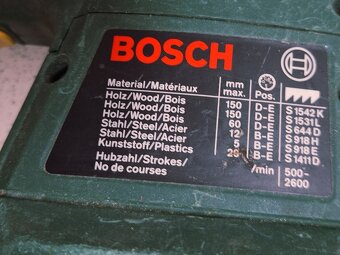 BOSCH
BOSCH
Material/Matériaux mm max. Pos.
Holz/Wood/Bois 150 D-E S 1542 K
Holz/Wood/Bois 150 D-E S 1531 L
Holz/Wood/Bois 60 D-E S 644 D
Stahl/Steel/Acier 12 B-E S 918 H
Stahl/Steel/Acier 5 B-E S 918 E
Kunststoff/Plastics B-E S 1411 D
Hubzahl/Strokes/ /min 500-
No de courses 2600